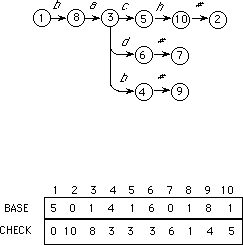 b a c h #
1 8 3 5 10 2
d #
6 7
b #
4 9
1 2 3 4 5 6 7 8 9 10
BASE 5 0 1 4 1 6 0 1 8 1
CHECK 0 10 8 3 3 3 6 1 4 5